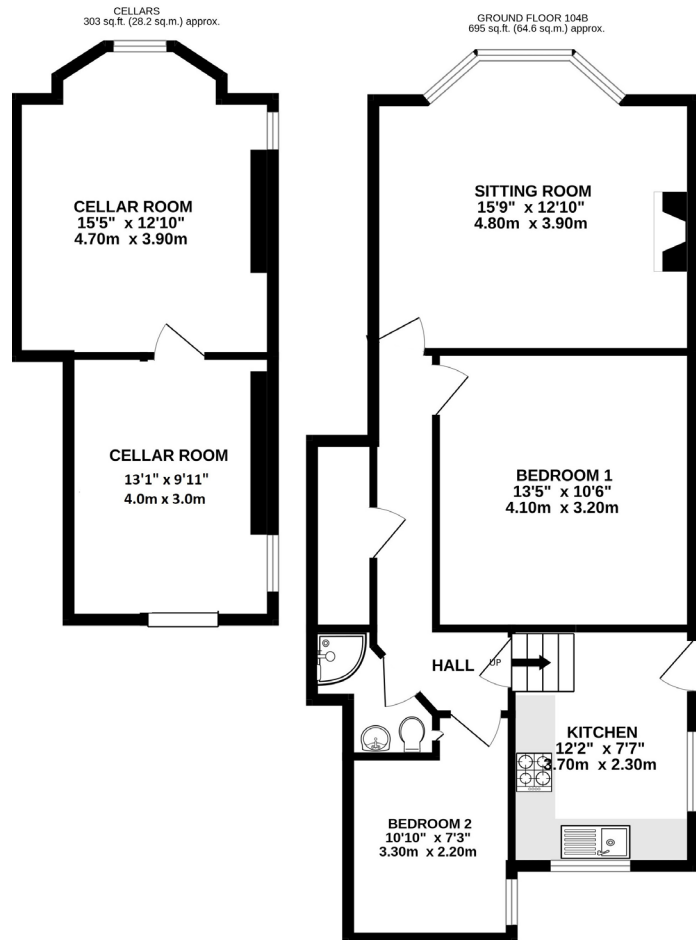 CELLARS
303 sq.ft. (28.2 sq.m.) approx.
GROUND FLOOR 104B
695 sq.ft. (64.6 sq.m.) approx.
CELLAR ROOM
15'5" x 12'10"
4.70m x 3.90m
SITTING ROOM
15'9" x 12'10"
4.80m x 3.90m
CELLAR ROOM
13'1" x 9'11"
4.0m x 3.0m
BEDROOM 1
13'5" x 10'6"
4.10m x 3.20m
HALL
UP
KITCHEN
12'2" x 7'7"
3.70m x 2.30m
BEDROOM 2
10'10" x 7'3"
3.30m x 2.20m